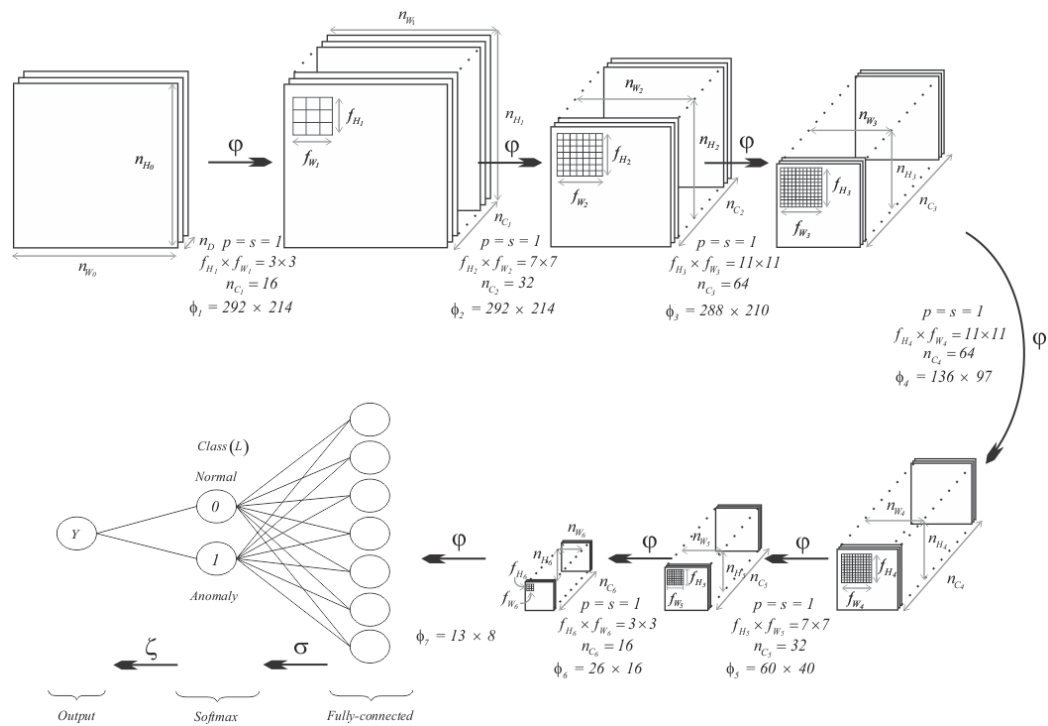 n_{H_0}
n_{W_0}
n_D
φ
n_{W_1}
f_{H_1}
f_{W_1}
n_{H_1}
n_{C_1}
p = s = 1
f_{H_1} × f_{W_1} = 3×3
n_{C_1} = 16
ϕ_1 = 292 × 214
φ
n_{W_2}
f_{H_2}
f_{W_2}
n_{H_2}
n_{C_2}
p = s = 1
f_{H_2} × f_{W_2} = 7×7
n_{C_2} = 32
ϕ_2 = 292 × 214
φ
n_{W_3}
f_{H_3}
f_{W_3}
n_{H_3}
n_{C_3}
p = s = 1
f_{H_3} × f_{W_3} = 11×11
n_{C_3} = 64
ϕ_3 = 288 × 210
φ
p = s = 1
f_{H_4} × f_{W_4} = 11×11
n_{C_4} = 64
ϕ_4 = 136 × 97
n_{W_4}
f_{H_4}
f_{W_4}
n_{H_4}
n_{C_4}
φ
p = s = 1
f_{H_5} × f_{W_5} = 7×7
n_{C_5} = 32
ϕ_5 = 60 × 40
n_{W_5}
f_{H_5}
f_{W_5}
n_{H_5}
n_{C_5}
φ
p = s = 1
f_{H_6} × f_{W_6} = 3×3
n_{C_6} = 16
ϕ_6 = 26 × 16
n_{W_6}
n_{H_6}
f_{H_6}
f_{W_6}
n_{C_6}
φ
ϕ_7 = 13 × 8
Class(L)
Normal
0
1
Anomaly
Y
ζ
σ
Output
Softmax
Fully-connected